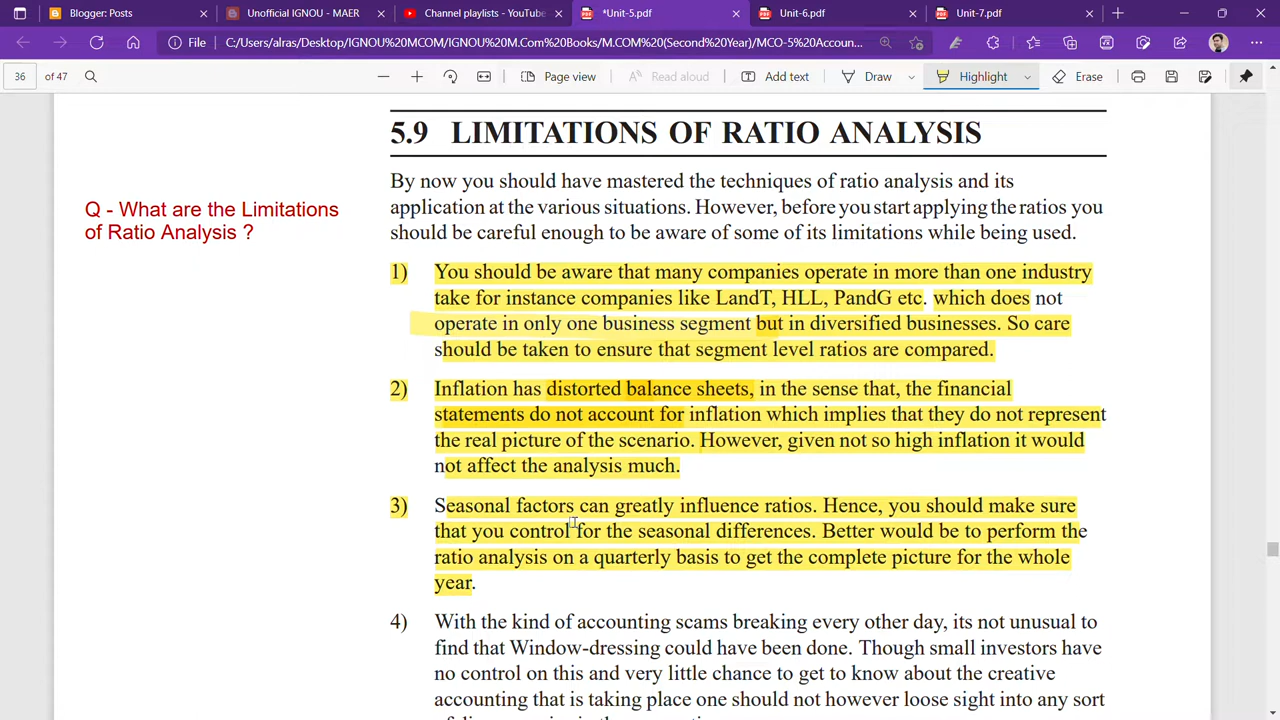 Blogger: Posts
Unofficial IGNOU - MAER
Channel playlists - YouTube
*Unit-5.pdf
Unit-6.pdf
Unit-7.pdf
File C:/Users/alras/Desktop/IGNOU%20MCOM/IGNOU%20M.Com%20Books/M.COM%20(Second%20Year)/MCO-5%20Accoun...
36 of 47
Page view
Read aloud
Add text
Draw
Highlight
Erase
5.9 LIMITATIONS OF RATIO ANALYSIS
Q - What are the Limitations
of Ratio Analysis ?
By now you should have mastered the techniques of ratio analysis and its
application at the various situations. However, before you start applying the ratios you
should be careful enough to be aware of some of its limitations while being used.
1) You should be aware that many companies operate in more than one industry
take for instance companies like LandT, HLL, PandG etc. which does not
operate in only one business segment but in diversified businesses. So care
should be taken to ensure that segment level ratios are compared.
2) Inflation has distorted balance sheets, in the sense that, the financial
statements do not account for inflation which implies that they do not represent
the real picture of the scenario. However, given not so high inflation it would
not affect the analysis much.
3) Seasonal factors can greatly influence ratios. Hence, you should make sure
that you control for the seasonal differences. Better would be to perform the
ratio analysis on a quarterly basis to get the complete picture for the whole
year.
4) With the kind of accounting scams breaking every other day, its not unusual to
find that Window-dressing could have been done. Though small investors have
no control on this and very little chance to get to know about the creative
accounting that is taking place one should not however loose sight into any sort